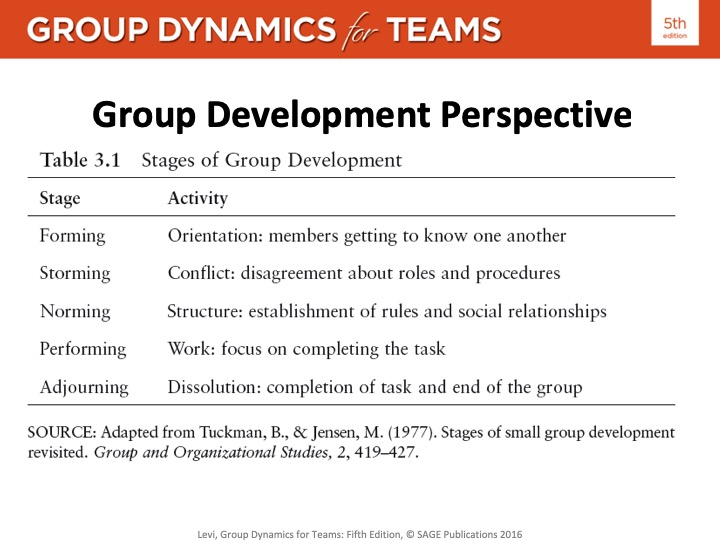 GROUP DYNAMICS for TEAMS
5th
edition
Group Development Perspective
Table 3.1 Stages of Group Development
Stage Activity
Forming Orientation: members getting to know one another
Storming Conflict: disagreement about roles and procedures
Norming Structure: establishment of rules and social relationships
Performing Work: focus on completing the task
Adjourning Dissolution: completion of task and end of the group
SOURCE: Adapted from Tuckman, B., & Jensen, M. (1977). Stages of small group development
revisited. Group and Organizational Studies, 2, 419–427.
Levi, Group Dynamics for Teams: Fifth Edition, © SAGE Publications 2016